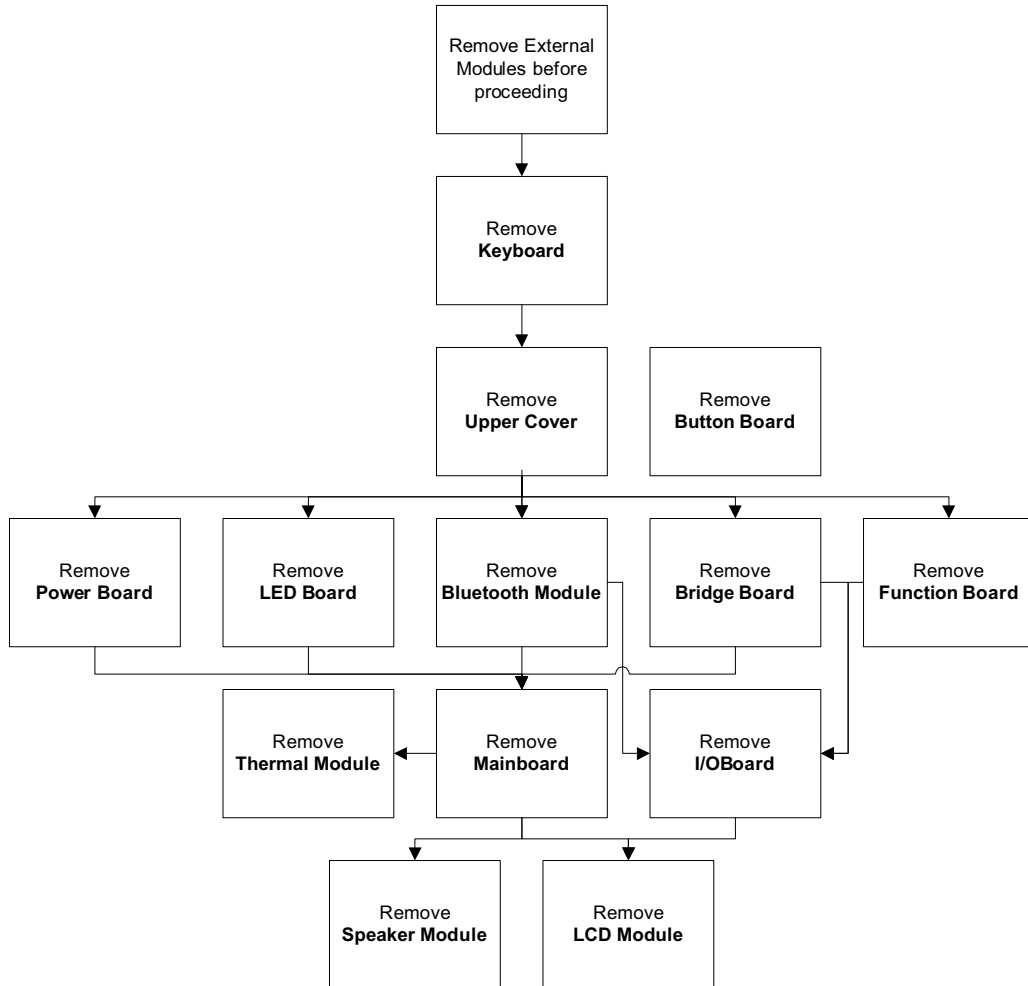 Remove External
Modules before
proceeding
Remove
Keyboard
Remove
Upper Cover
Remove
Button Board
Remove
Power Board
Remove
LED Board
Remove
Bluetooth Module
Remove
Bridge Board
Remove
Function Board
Remove
Thermal Module
Remove
Mainboard
Remove
I/OBoard
Remove
Speaker Module
Remove
LCD Module